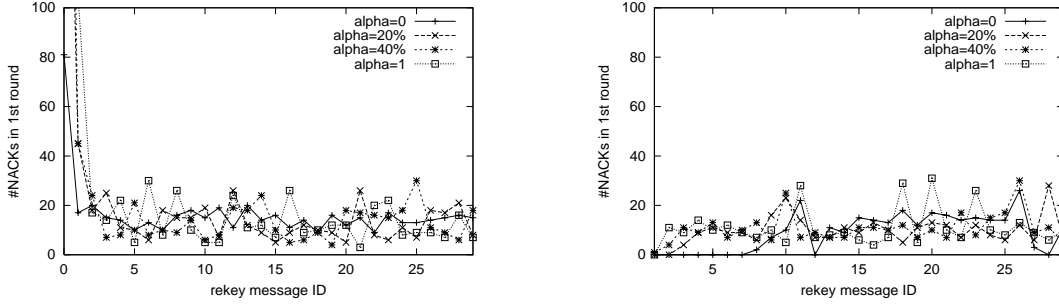 100
80
60
40
20
0
0 5 10 15 20 25
#NACKs in 1st round
rekey message ID
alpha=0
alpha=20%
alpha=40%
alpha=1
100
80
60
40
20
0
5 10 15 20 25
#NACKs in 1st round
rekey message ID
alpha=0
alpha=20%
alpha=40%
alpha=1